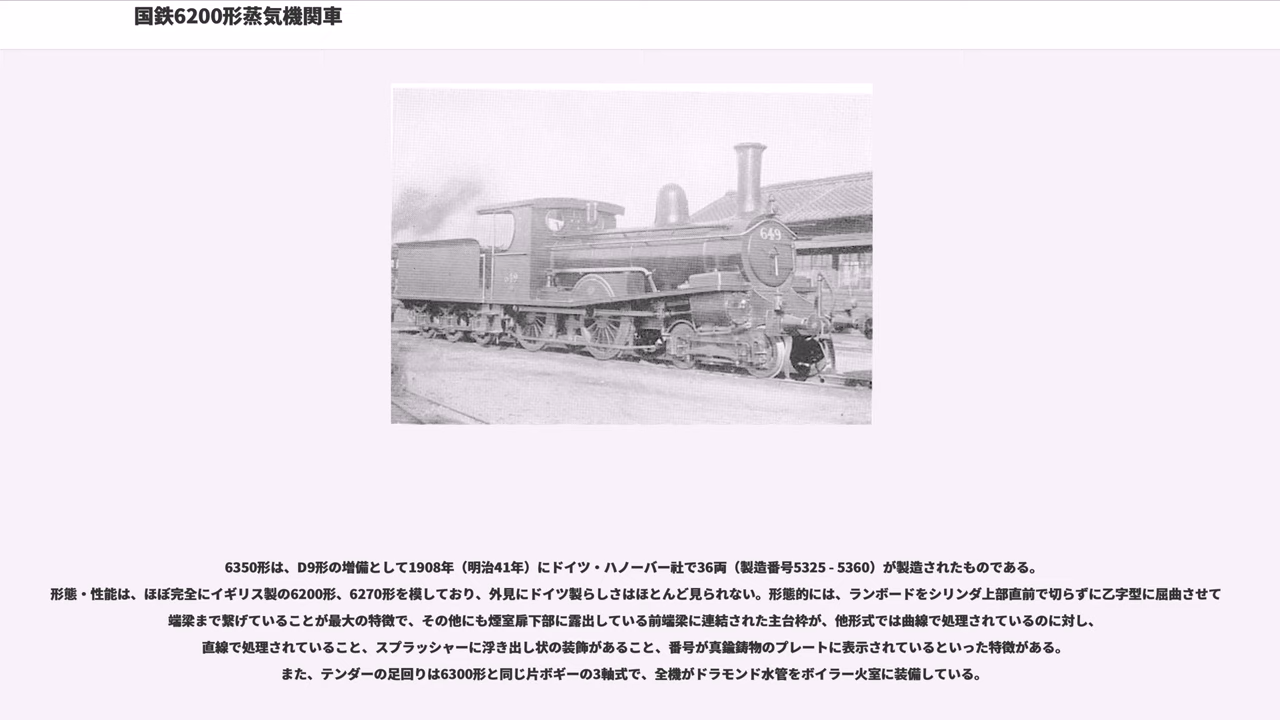 国鉄6200形蒸気機関車
649
6350形は、D9形の増備として1908年（明治41年）にドイツ・ハノーバー社で36両（製造番号5325 - 5360）が製造されたものである。
形態・性能は、ほぼ完全にイギリス製の6200形、6270形を模しており、外見にドイツ製らしさはほとんど見られない。形態的には、ランボードをシリンダ上部直前で切らずに乙字型に屈曲させて
端梁まで繋げていることが最大の特徴で、その他にも煙室扉下部に露出している前端梁に連結された主台枠が、他形式では曲線で処理されているのに対し、
直線で処理されていること、スプラッシャーに浮き出し状の装飾があること、番号が真鍮鋳物のプレートに表示されているといった特徴がある。
また、テンダーの足回りは6300形と同じ片ボギーの3軸式で、全機がドラモンド水管をボイラー火室に装備している。